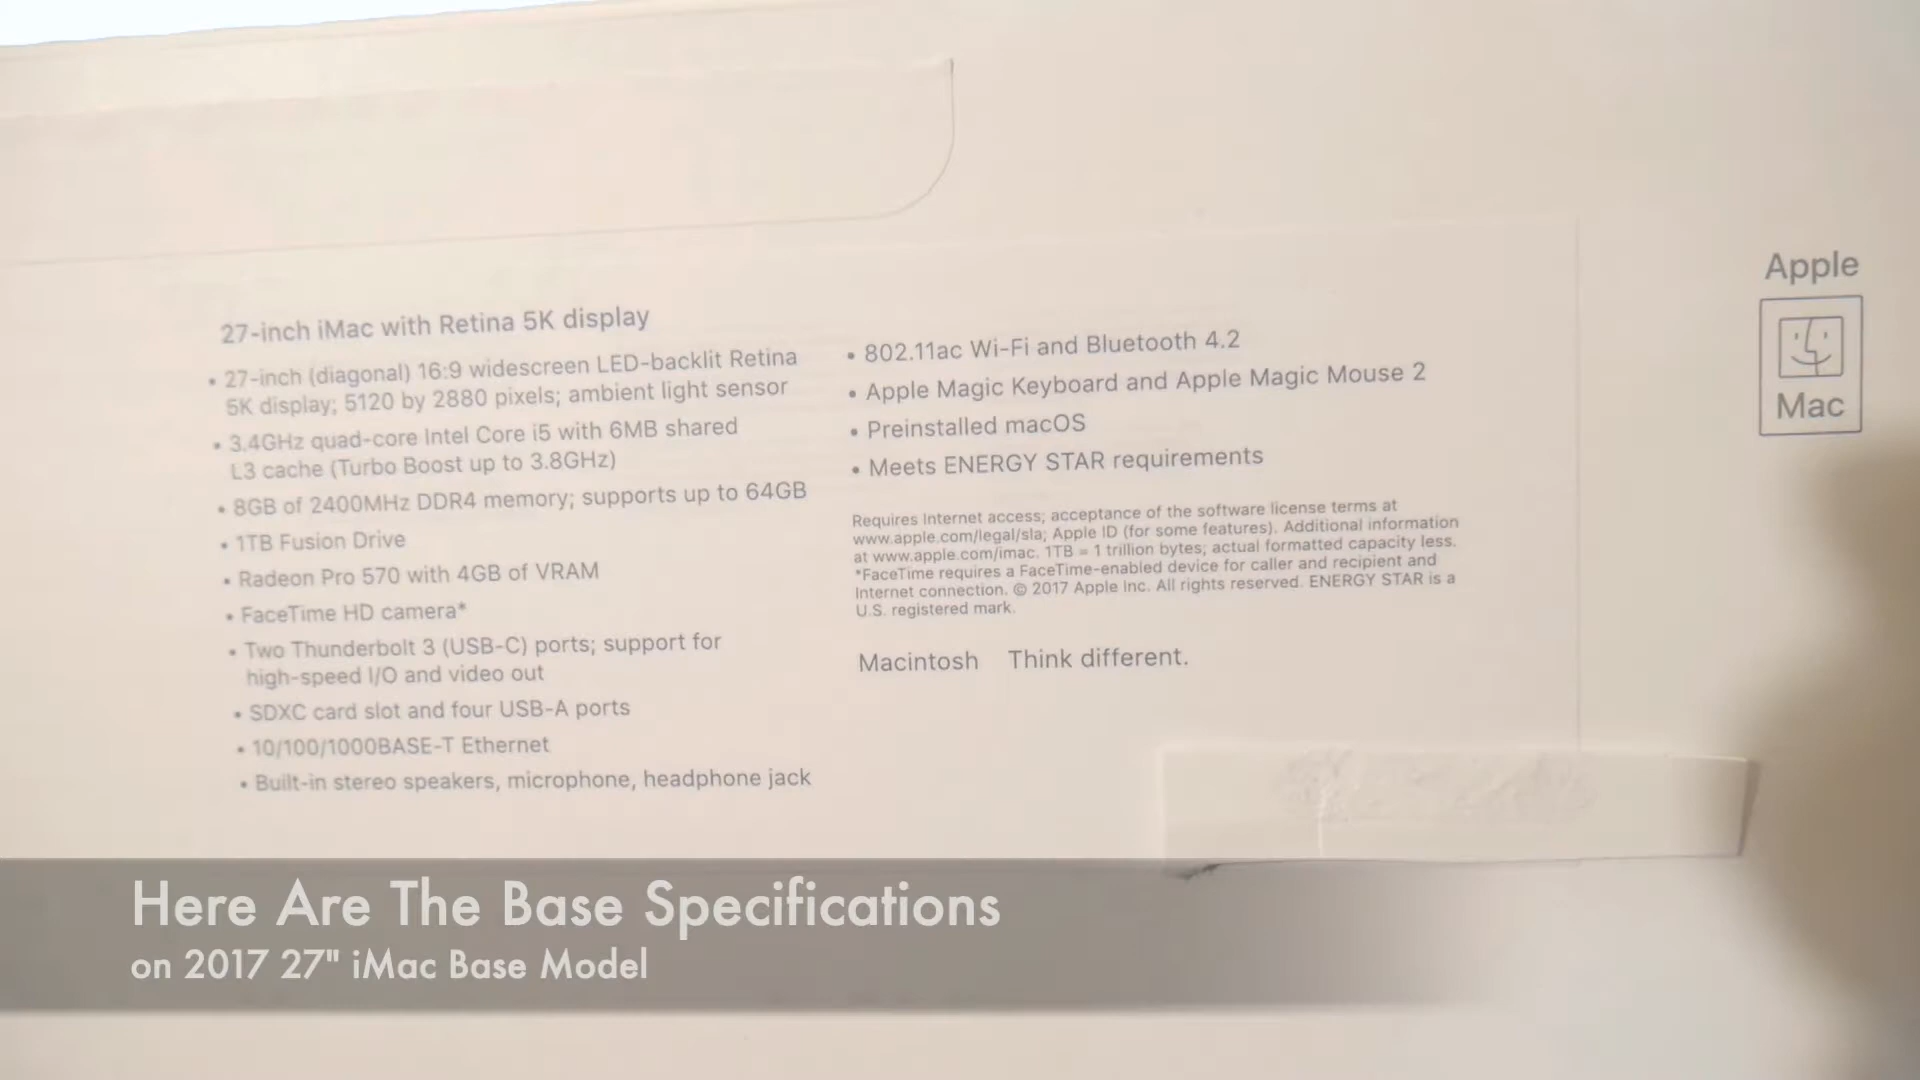 27-inch iMac with Retina 5K display
• 27-inch (diagonal) 16:9 widescreen LED-backlit Retina
5K display; 5120 by 2880 pixels; ambient light sensor
• 3.4GHz quad-core Intel Core i5 with 6MB shared
L3 cache (Turbo Boost up to 3.8GHz)
• 8GB of 2400MHz DDR4 memory; supports up to 64GB
• 1TB Fusion Drive
• Radeon Pro 570 with 4GB of VRAM
• FaceTime HD camera*
• Two Thunderbolt 3 (USB-C) ports; support for
high-speed I/O and video out
• SDXC card slot and four USB-A ports
• 10/100/1000BASE-T Ethernet
• Built-in stereo speakers, microphone, headphone jack
• 802.11ac Wi-Fi and Bluetooth 4.2
• Apple Magic Keyboard and Apple Magic Mouse 2
• Preinstalled macOS
• Meets ENERGY STAR requirements
Requires Internet access; acceptance of the software license terms at
www.apple.com/legal/sla; Apple ID (for some features). Additional information
at www.apple.com/imac. 1TB = 1 trillion bytes; actual formatted capacity less.
*FaceTime requires a FaceTime-enabled device for caller and recipient and
Internet connection. © 2017 Apple Inc. All rights reserved. ENERGY STAR is a
U.S. registered mark.
Macintosh Think different.
Apple
Mac
Here Are The Base Specifications
on 2017 27" iMac Base Model